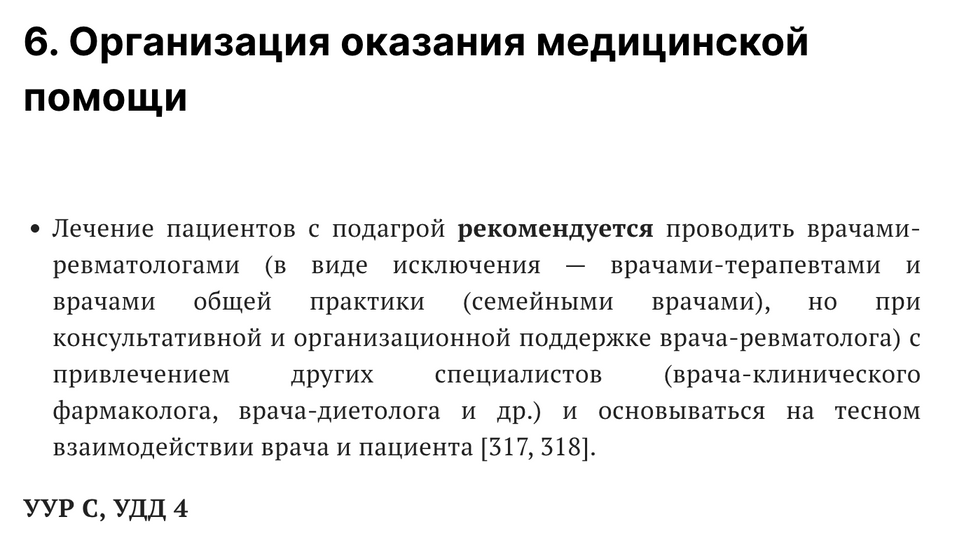 6. Организация оказания медицинской
помощи
• Лечение пациентов с подагрой рекомендуется проводить врачами-
ревматологами (в виде исключения — врачами-терапевтами и
врачами общей практики (семейными врачами), но при
консультативной и организационной поддержке врача-ревматолога) с
привлечением других специалистов (врача-клинического
фармаколога, врача-диетолога и др.) и основываться на тесном
взаимодействии врача и пациента [317, 318].
УУР С, УДД 4